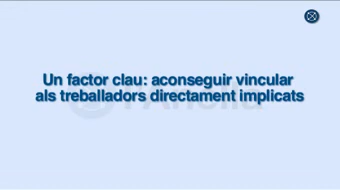 Un factor clau: aconseguir vincular
als treballadors directament implicats